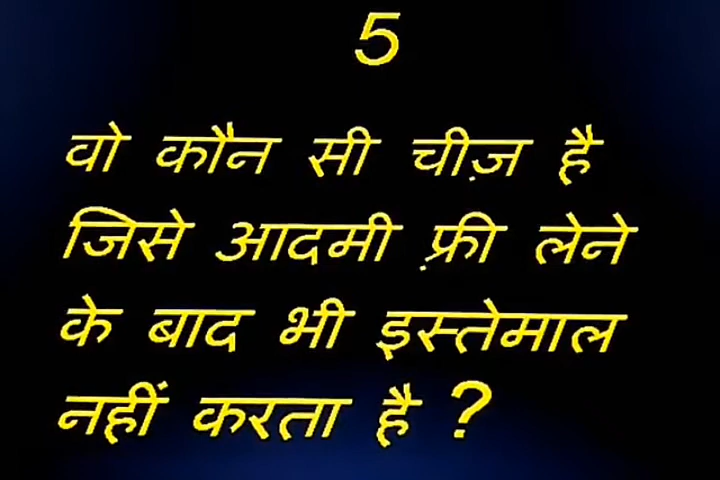 5
वो कौन सी चीज़ है
जिसे आदमी फ़्री लेने
के बाद भी इस्तेमाल
नहीं करता है ?